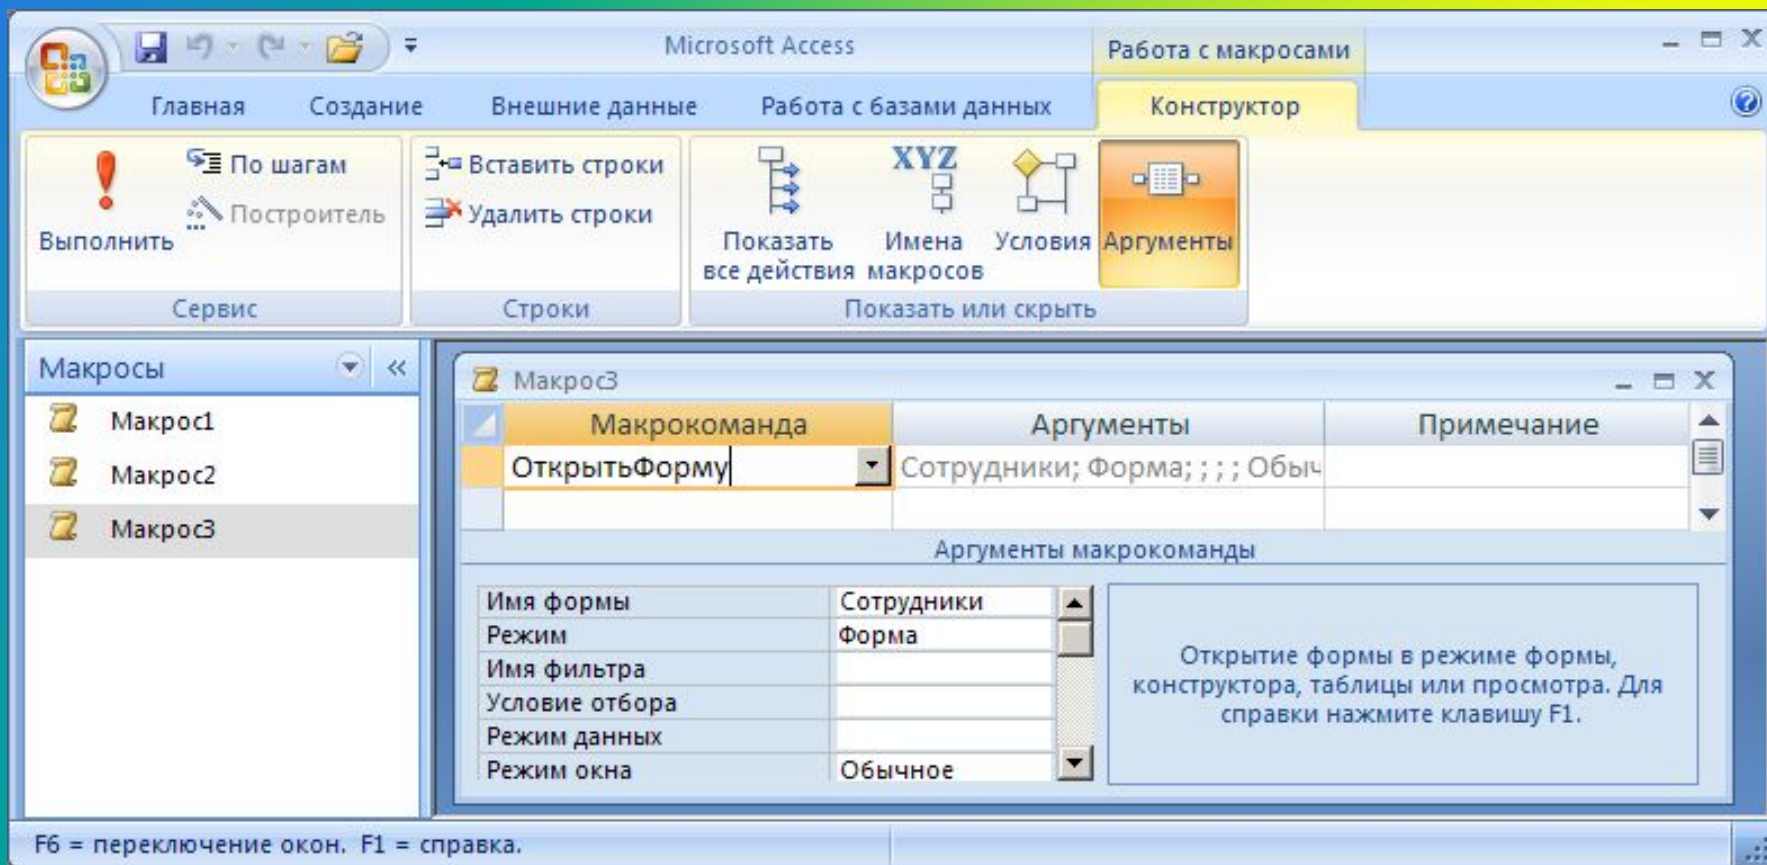 Microsoft Access
Работа с макросами
Главная
Создание
Внешние данные
Работа с базами данных
Конструктор
Выполнить
По шагам
Построитель
Сервис
Вставить строки
Удалить строки
Строки
Показать
все действия
XYZ
Имена
макросов
Условия
Аргументы
Показать или скрыть
Макросы
Макрос1
Макрос2
Макрос3
Макрос3
Макрокоманда Аргументы Примечание
ОткрытьФорму Сотрудники; Форма; ; ; ; Обыч
Аргументы макрокоманды
Имя формы Сотрудники
Режим Форма
Имя фильтра
Условие отбора
Режим данных
Режим окна Обычное
Открытие формы в режиме формы,
конструктора, таблицы или просмотра. Для
справки нажмите клавишу F1.
F6 = переключение окон. F1 = справка.